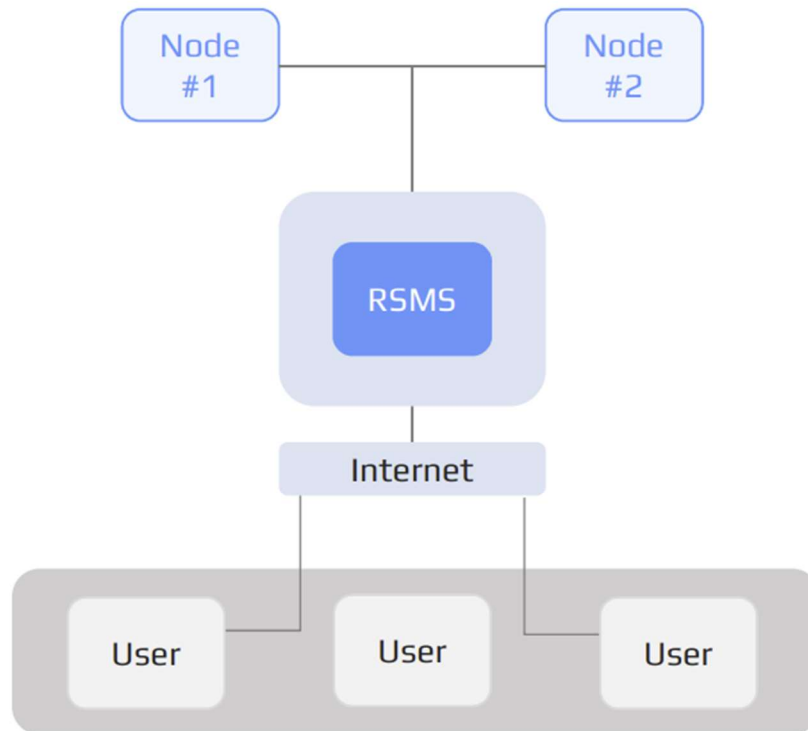 Node
#1
Node
#2
RSMS
Internet
User
User
User